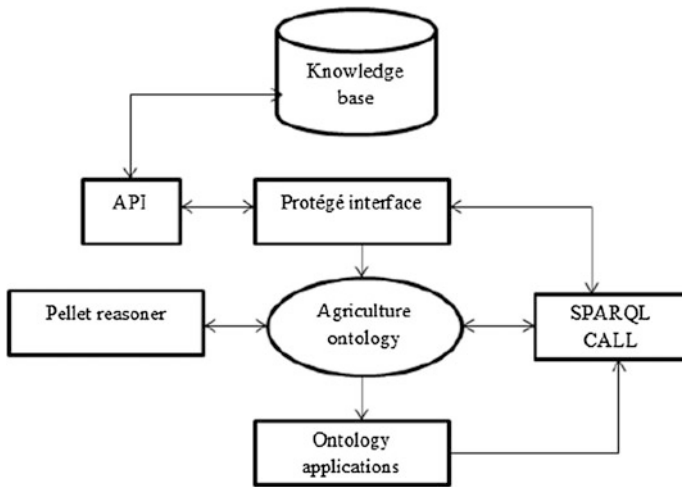 Knowledge
base
API
Protégé interface
Pellet reasoner
Agriculture
ontology
SPARQL
CALL
Ontology
applications